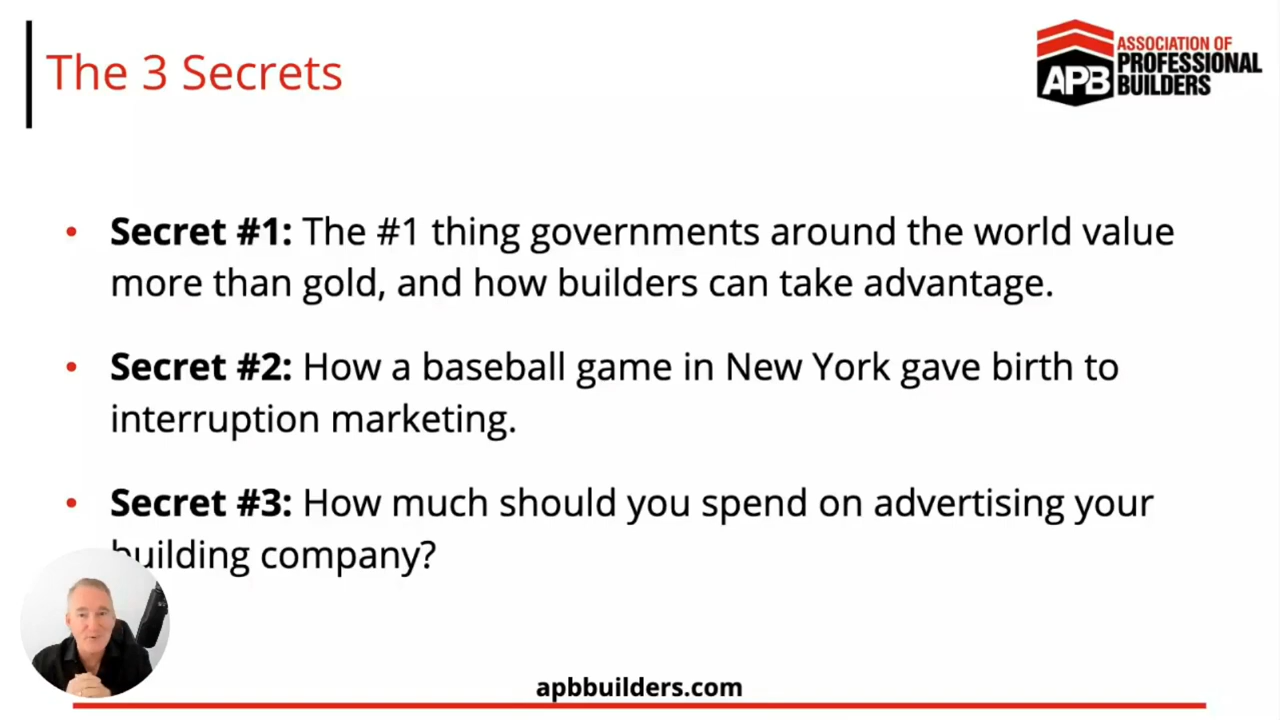 The 3 Secrets
ASSOCIATION OF
PROFESSIONAL
BUILDERS
APB
• Secret #1: The #1 thing governments around the world value
more than gold, and how builders can take advantage.
• Secret #2: How a baseball game in New York gave birth to
interruption marketing.
• Secret #3: How much should you spend on advertising your
building company?
apbbuilders.com